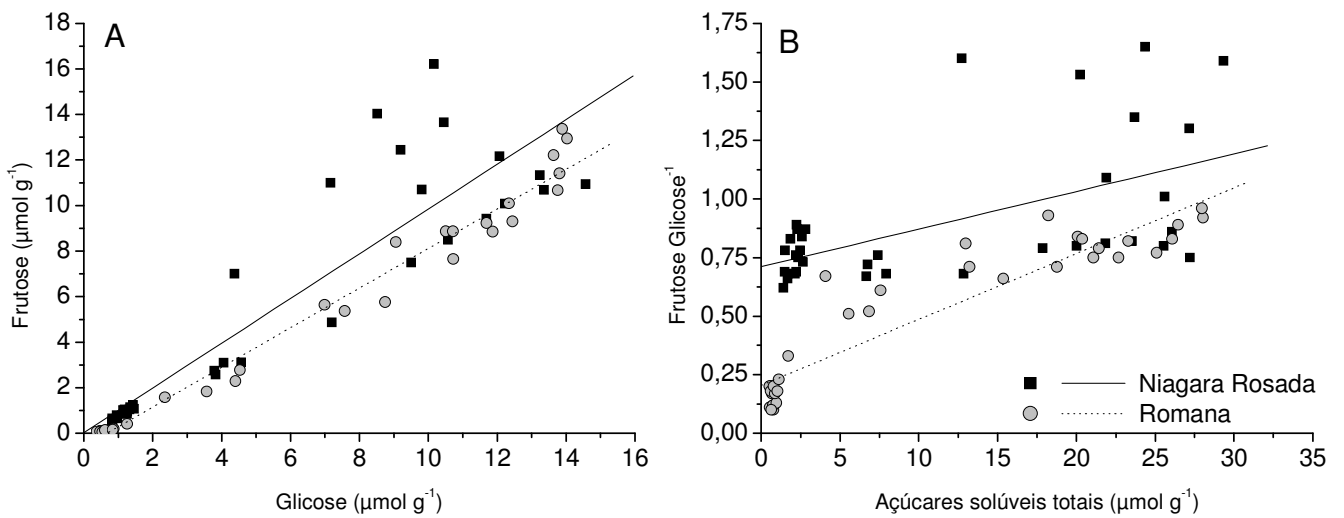 A
Frutose (µmol g-1)
18
16
14
12
10
8
6
4
2
0
0 2 4 6 8 10 12 14 16
Glicose (µmol g-1)
B
Frutose Glicose-1
1,75
1,50
1,25
1,00
0,75
0,50
0,25
0,00
0 5 10 15 20 25 30 35
Açúcares solúveis totais (µmol g-1)
Niagara Rosada
Romana